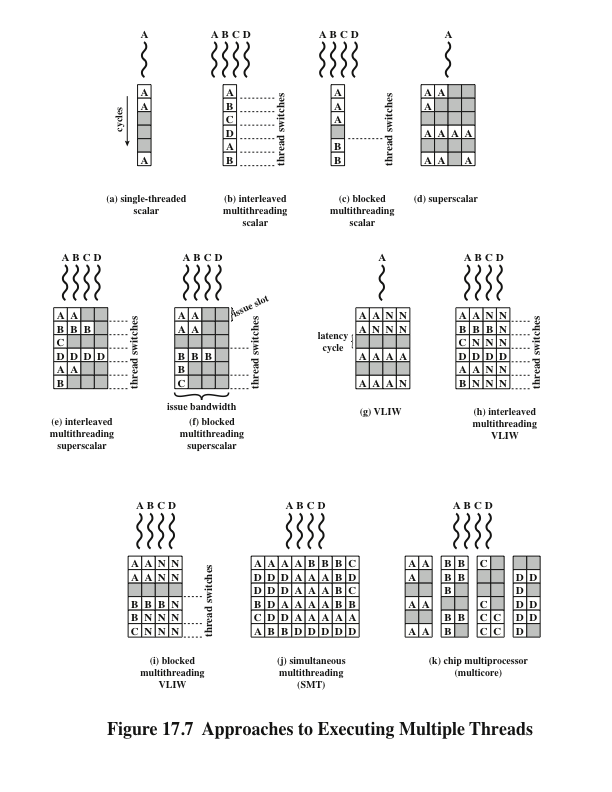 A
cycles
A
A
A
(a) single-threaded
scalar
A B C D
A
B
C
D
A
B
thread switches
(b) interleaved
multithreading
scalar
A B C D
A
A
A
B
B
thread switches
(c) blocked
multithreading
scalar
A
A A
A
A A A A
A A A
(d) superscalar
A B C D
A A
B B B
C
D D D D
A A
B
thread switches
(e) interleaved
multithreading
superscalar
A B C D
A A
A A
B B B
B
C
issue slot
thread switches
issue bandwidth
(f) blocked
multithreading
superscalar
A
latency
cycle
A A N N
A N N N
A A A A
A A A N
(g) VLIW
A B C D
A A N N
B B B N
C N N N
D D D D
A A N N
B N N N
thread switches
(h) interleaved
multithreading
VLIW
A B C D
A A N N
A A N N
B B B N
B N N N
C N N N
thread switches
(i) blocked
multithreading
VLIW
A B C D
A A A A B B B C
D D D A A A B D
D D D A A A B C
B D D A A A B C
C D D A A A A D
A B B D D D D D
(j) simultaneous
multithreading
(SMT)
A B C D
A A B B C
A B B D D
B D
A A C D D
B B C C D D
A A B C C D
(k) chip multiprocessor
(multicore)
Figure 17.7 Approaches to Executing Multiple Threads